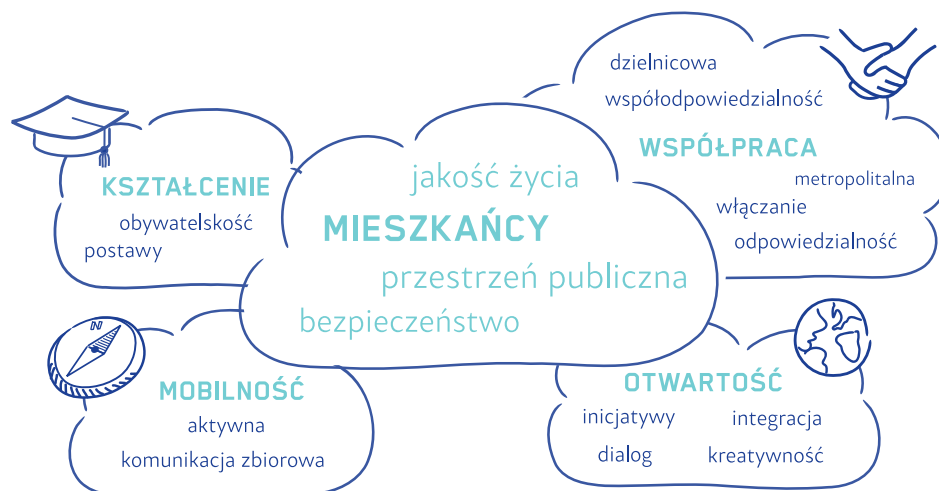 KSZTAŁCENIE
obywatelskość
postawy
jakość życia
MIESZKAŃCY
przestrzeń publiczna
bezpieczeństwo
dzielnicowa
współodpowiedzialność
WSPÓŁPRACA
metropolitalna
włączanie
odpowiedzialność
N
MOBILNOŚĆ
aktywna
komunikacja zbiorowa
OTWARTOŚĆ
inicjatywy
integracja
dialog
kreatywność